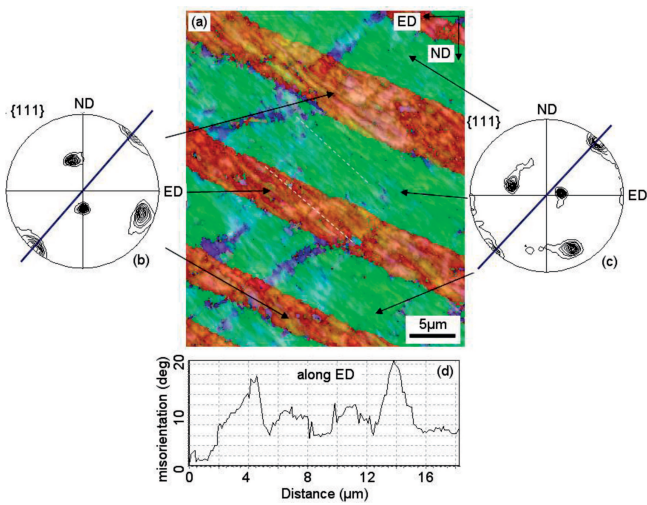 (a)
ED
ND
5µm
{111}
ND
ED
(b)
{111}
ND
ED
(c)
(d)
along ED
misorientation (deg)
20
10
0
0
4
8
12
16
Distance (µm)